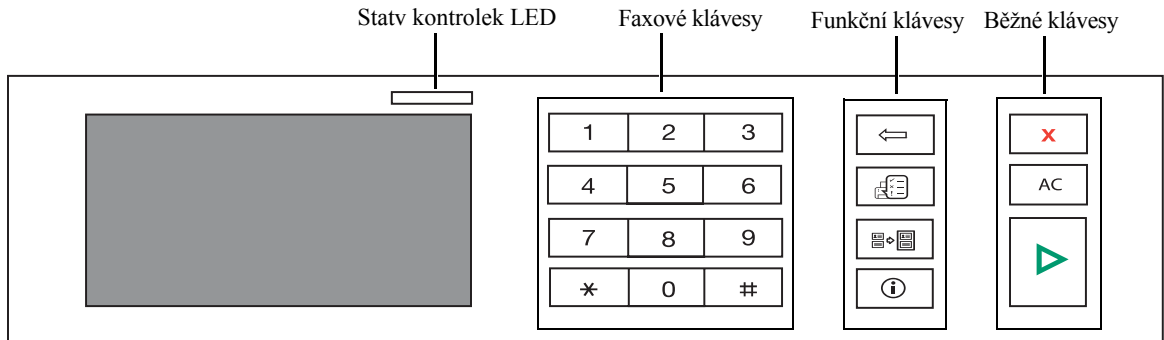 Statv kontrolek LED Faxové klávesy Funkční klávesy Běžné klávesy
1 2 3 x
4 5 6 AC
7 8 9
* 0 #